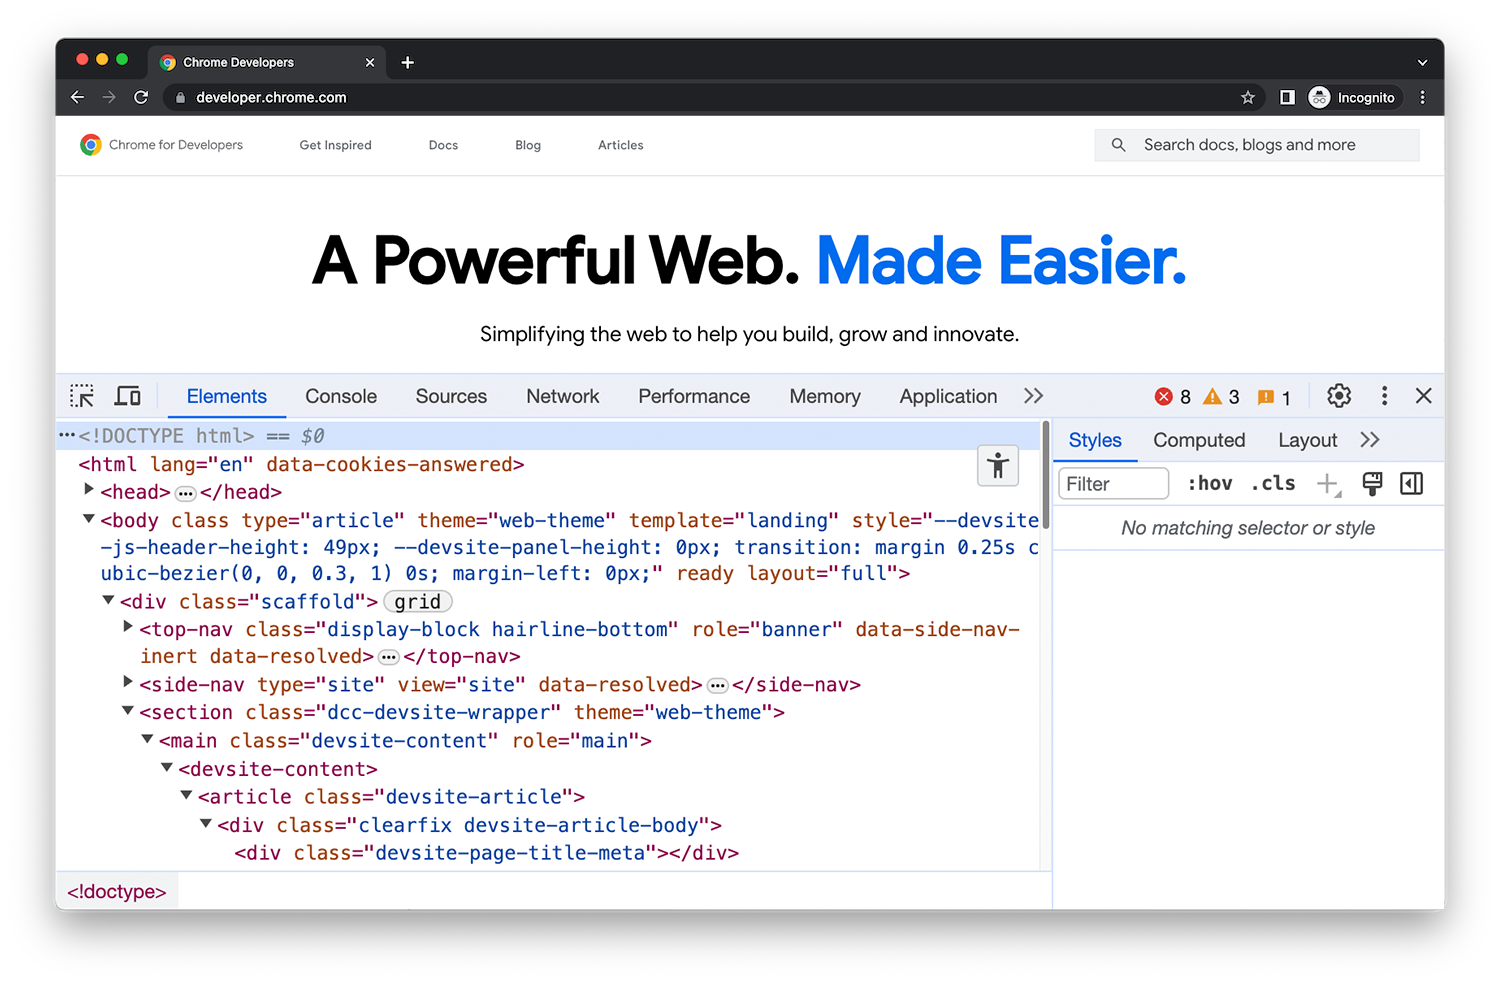 Chrome Developers
developer.chrome.com
Incognito
Chrome for Developers Get Inspired Docs Blog Articles Search docs, blogs and more
A Powerful Web. Made Easier.
Simplifying the web to help you build, grow and innovate.
Elements Console Sources Network Performance Memory Application 8 3 1
<!DOCTYPE html> == $0
<html lang="en" data-cookies-answered>
<head>…</head>
<body class type="article" theme="web-theme" template="landing" style="--devsite
-js-header-height: 49px; --devsite-panel-height: 0px; transition: margin 0.25s c
ubic-bezier(0, 0, 0.3, 1) 0s; margin-left: 0px;" ready layout="full">
<div class="scaffold"> grid
<top-nav class="display-block hairline-bottom" role="banner" data-side-nav-
inert data-resolved>…</top-nav>
<side-nav type="site" view="site" data-resolved>…</side-nav>
<section class="dcc-devsite-wrapper" theme="web-theme">
<main class="devsite-content" role="main">
<devsite-content>
<article class="devsite-article">
<div class="clearfix devsite-article-body">
<div class="devsite-page-title-meta"></div>
<!doctype>
Styles Computed Layout
Filter :hov .cls
No matching selector or style